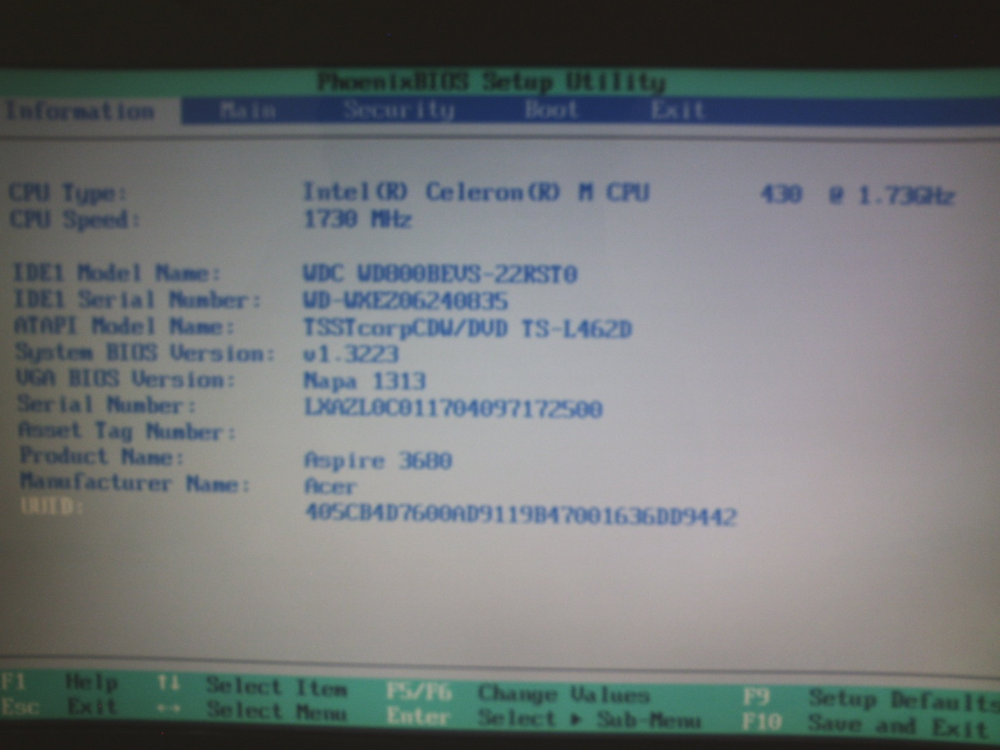 PhoenixBIOS Setup Utility
Information Main Security Boot Exit
CPU Type: Intel(R) Celeron(R) M CPU 430 @ 1.73GHz
CPU Speed: 1730 MHz
IDE1 Model Name: WDC WD800BEVS-22RST0
IDE1 Serial Number: WD-WXEZ06240835
ATAPI Model Name: TSSTcorpCDW/DVD TS-L462D
System BIOS Version: v1.3223
VGA BIOS Version: Napa 1313
Serial Number: LXAZL0C011704097172500
Asset Tag Number:
Product Name: Aspire 3680
Manufacturer Name: Acer
UUID: 405CB4D7600AD9119B47001636DD9442
F1 Help ↑↓ Select Item F5/F6 Change Values F9 Setup Defaults
Esc Exit ↔ Select Menu Enter Select ▶ Sub-Menu F10 Save and Exit